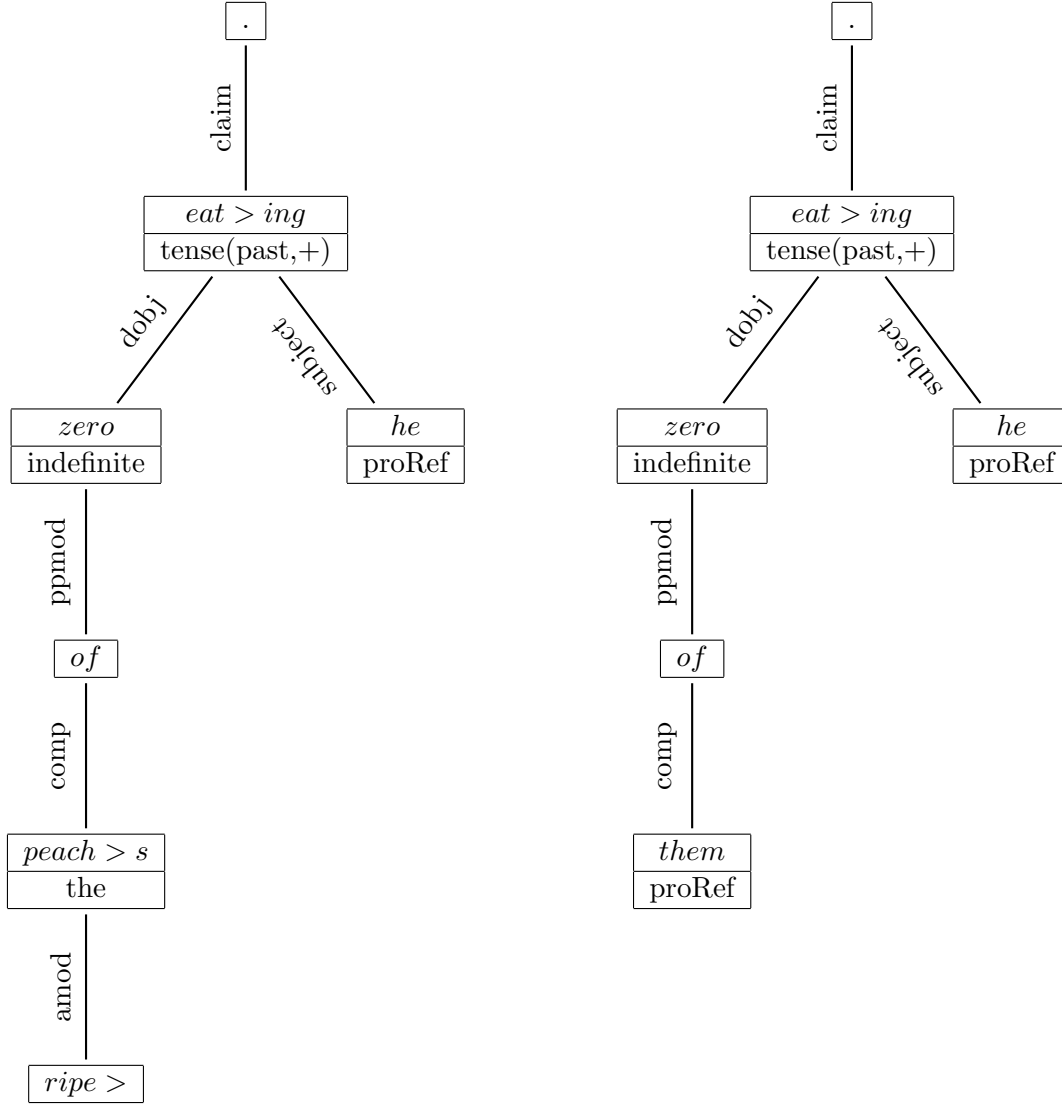 . .
claim claim
eat > ing eat > ing
tense(past,+) tense(past,+)
dobj subject dobj subject
zero he zero he
indefinite proRef indefinite proRef
ppmod ppmod
of of
comp comp
peach > s them
the proRef
amod
ripe >